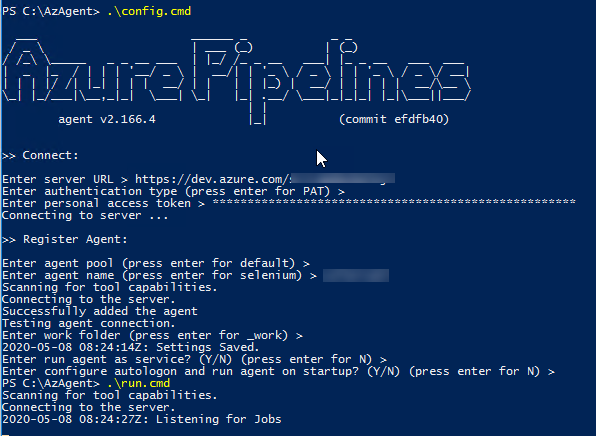 PS C:\AzAgent> .\config.cmd
Azure Pipelines
agent v2.166.4 (commit efdfb40)
>> Connect:
Enter server URL > https://dev.azure.com/
Enter authentication type (press enter for PAT) >
Enter personal access token > ****************************************************
Connecting to server ...
>> Register Agent:
Enter agent pool (press enter for default) >
Enter agent name (press enter for selenium) >
Scanning for tool capabilities.
Connecting to the server.
Successfully added the agent
Testing agent connection.
Enter work folder (press enter for _work) >
2020-05-08 08:24:14Z: Settings Saved.
Enter run agent as service? (Y/N) (press enter for N) >
Enter configure autologon and run agent on startup? (Y/N) (press enter for N) >
PS C:\AzAgent> .\run.cmd
Scanning for tool capabilities.
Connecting to the server.
2020-05-08 08:24:27Z: Listening for Jobs